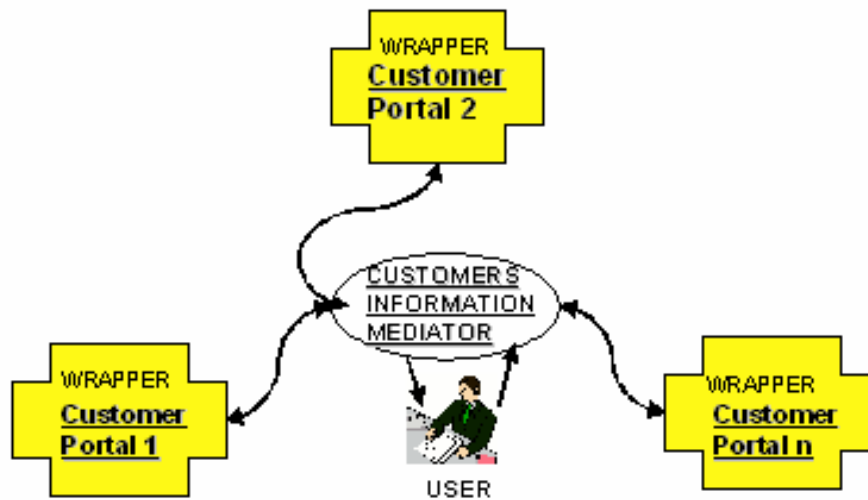 WRAPPER
Customer
Portal 2
CUSTOMERS
INFORMATION
MEDIATOR
WRAPPER
Customer
Portal 1
WRAPPER
Customer
Portal n
USER